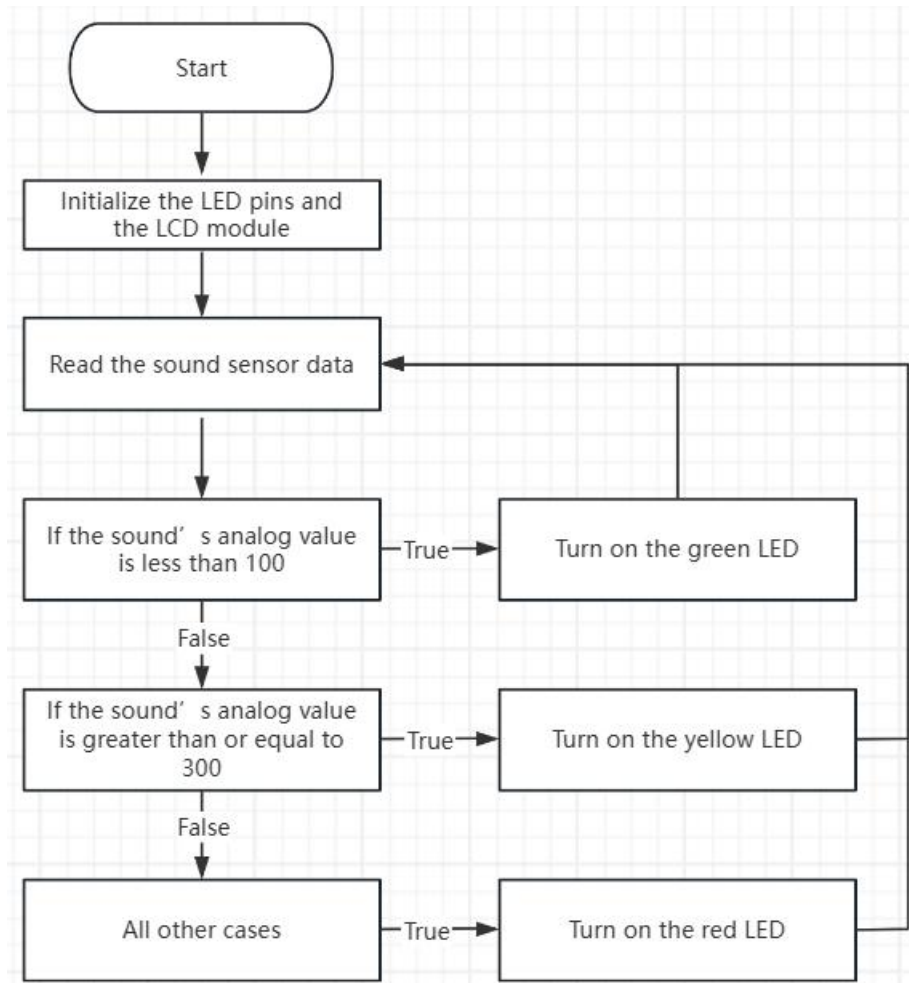 Start
Initialize the LED pins and
the LCD module
Read the sound sensor data
If the sound’s analog value
is less than 100
True
Turn on the green LED
False
If the sound’s analog value
is greater than or equal to
300
True
Turn on the yellow LED
False
All other cases
True
Turn on the red LED